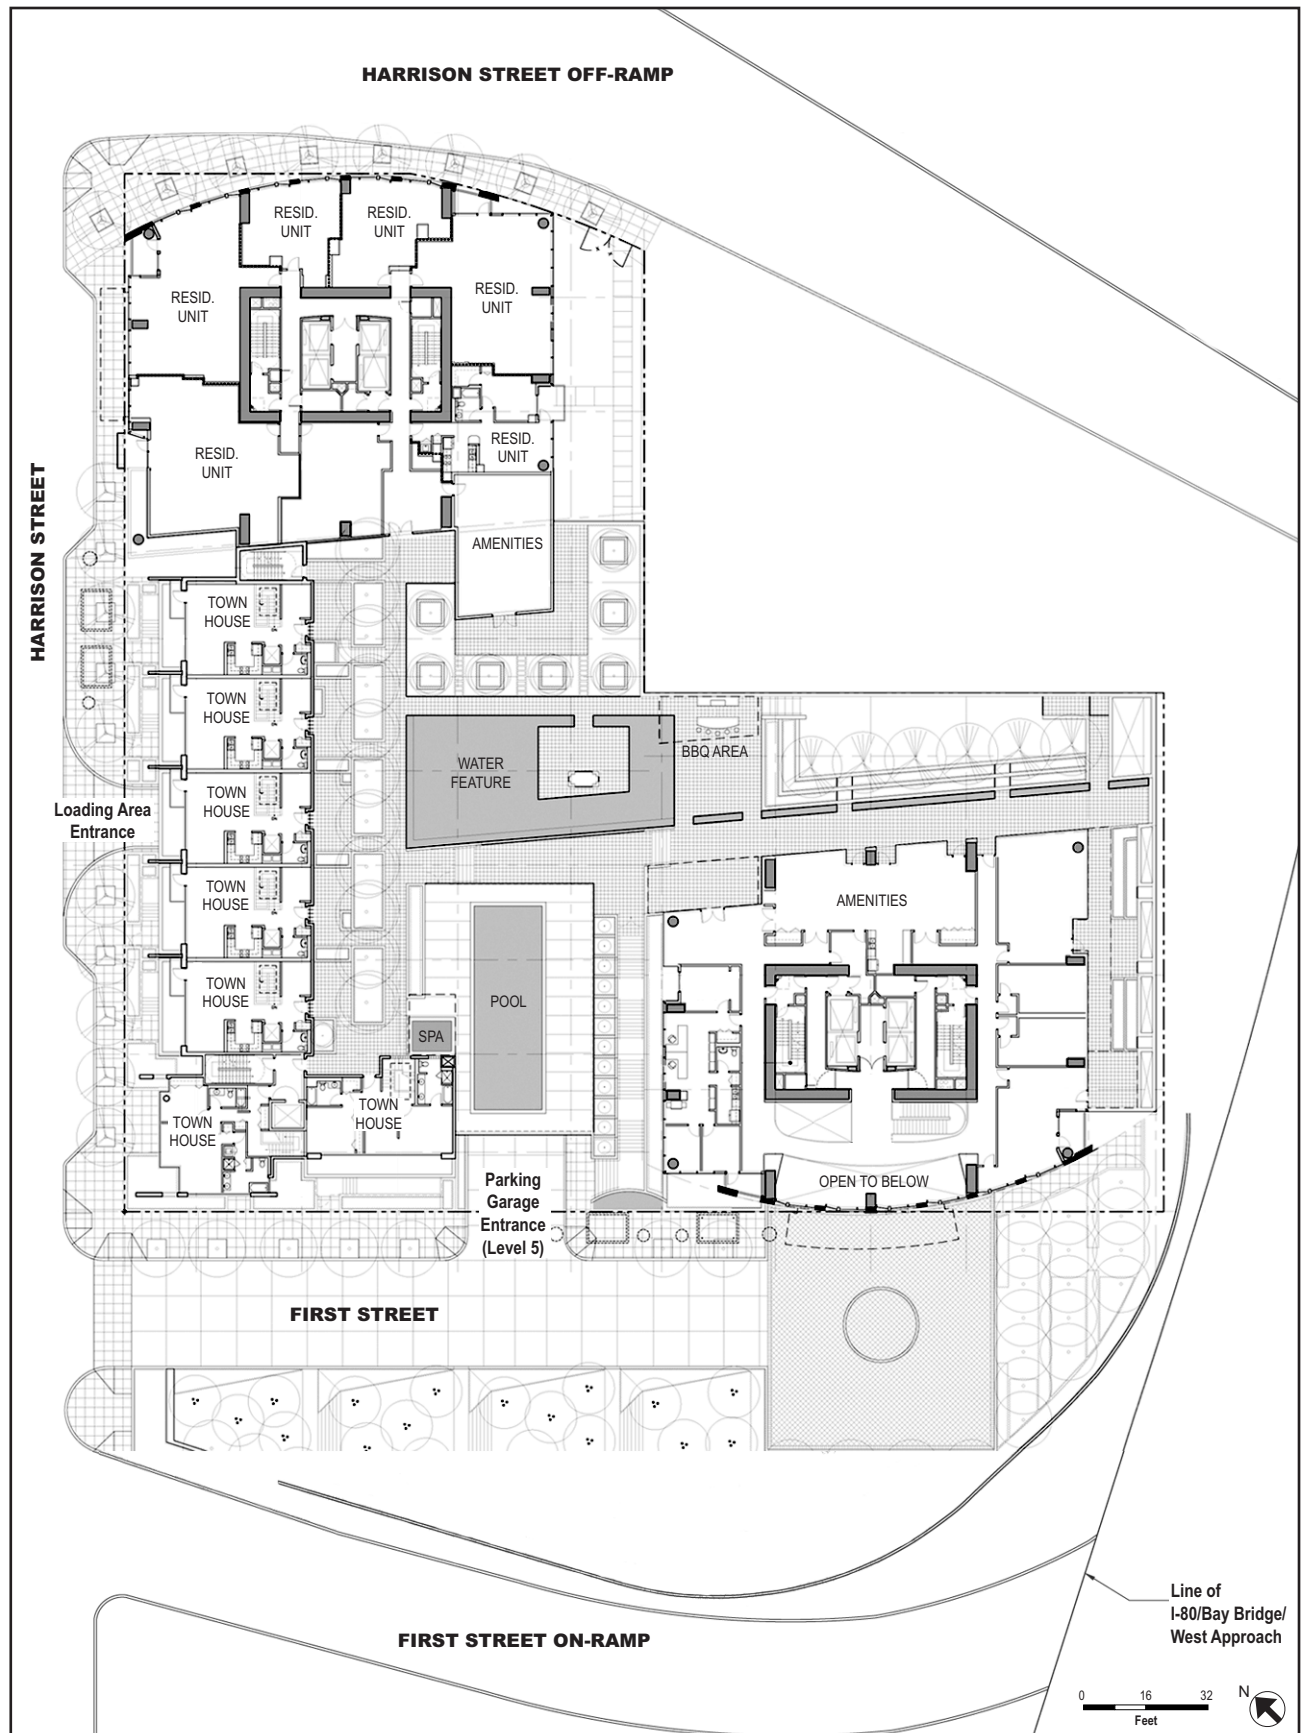 HARRISON STREET OFF-RAMP
RESID.
UNIT
RESID.
UNIT
RESID.
UNIT
RESID.
UNIT
RESID.
UNIT
RESID.
UNIT
HARRISON STREET
AMENITIES
TOWN
HOUSE
TOWN
HOUSE
WATER
FEATURE
BBQ AREA
Loading Area
Entrance
TOWN
HOUSE
TOWN
HOUSE
AMENITIES
TOWN
HOUSE
POOL
SPA
TOWN
HOUSE
TOWN
HOUSE
Parking
Garage
Entrance
(Level 5)
OPEN TO BELOW
FIRST STREET
FIRST STREET ON-RAMP
Line of
I-80/Bay Bridge/
West Approach
0 16 32
Feet
N